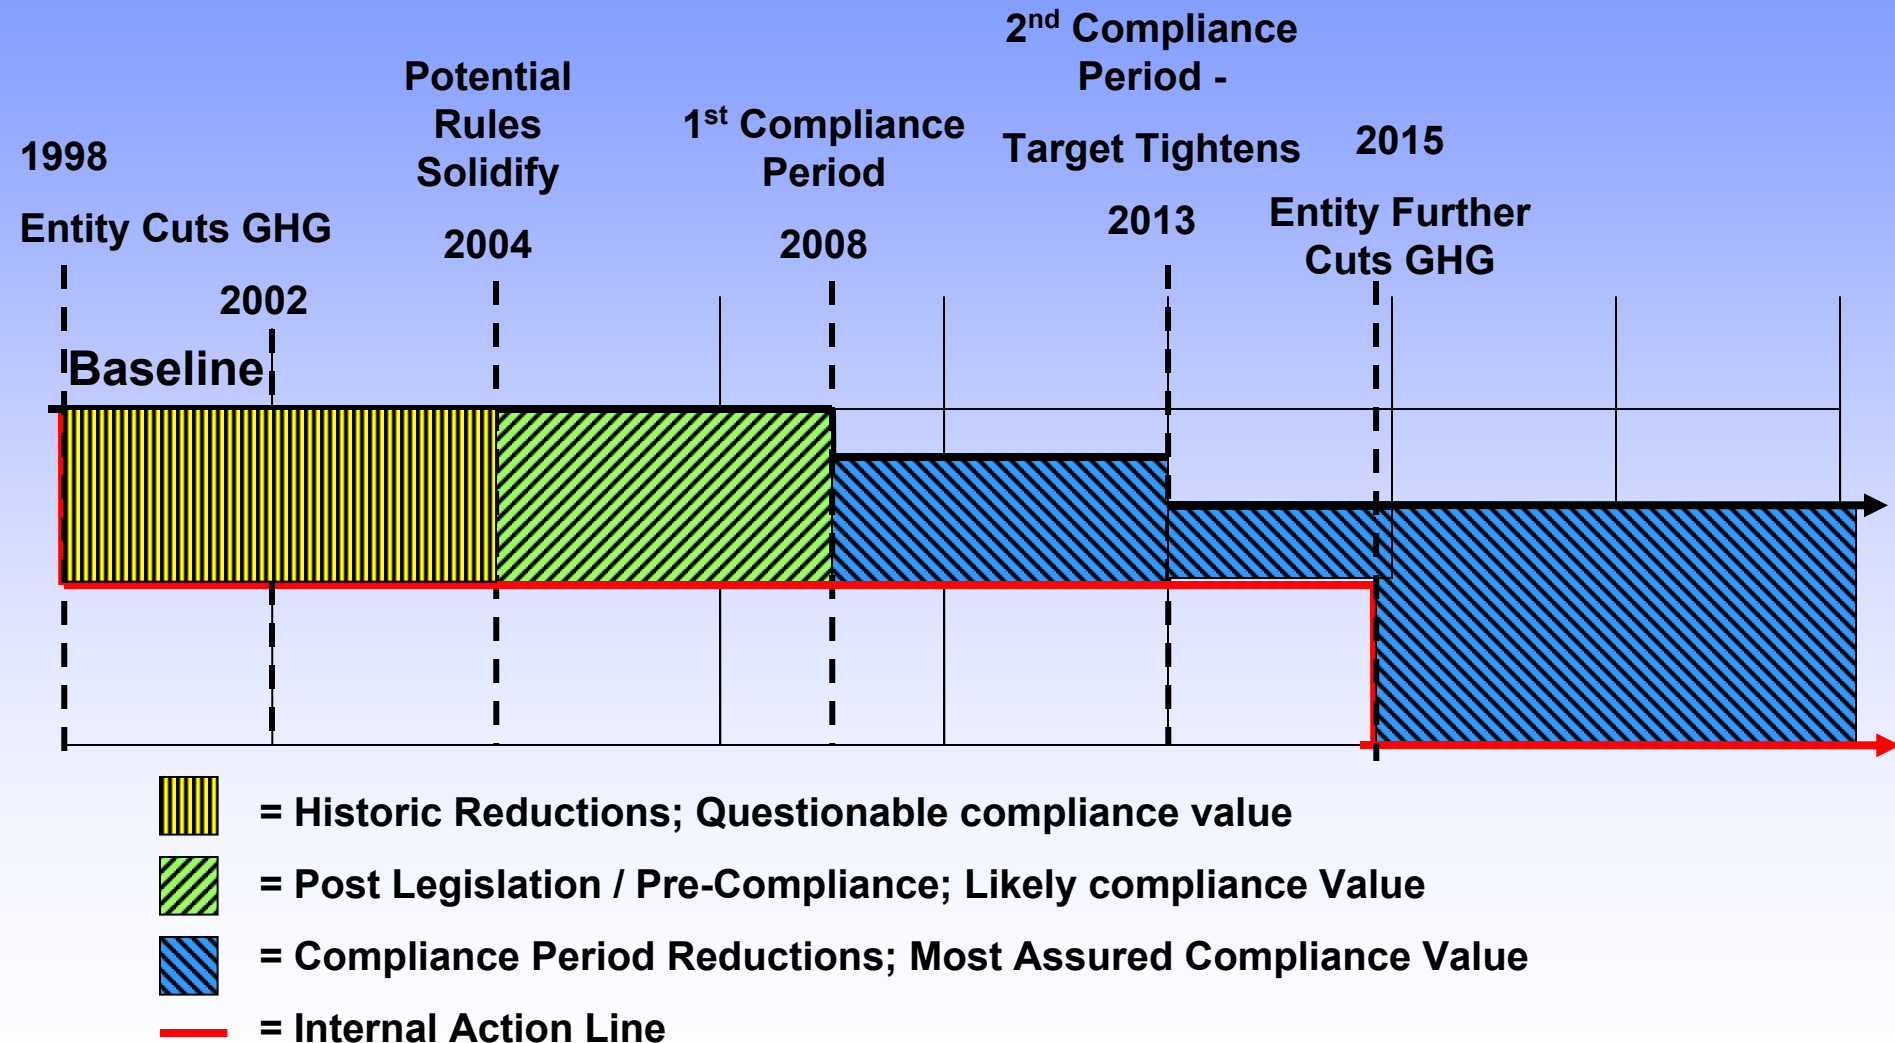 1998
Entity Cuts GHG
2002
Potential
Rules
Solidify
2004
1st Compliance
Period
2008
2nd Compliance
Period -
Target Tightens
2013
2015
Entity Further
Cuts GHG
Baseline
= Historic Reductions; Questionable compliance value
= Post Legislation / Pre-Compliance; Likely compliance Value
= Compliance Period Reductions; Most Assured Compliance Value
= Internal Action Line